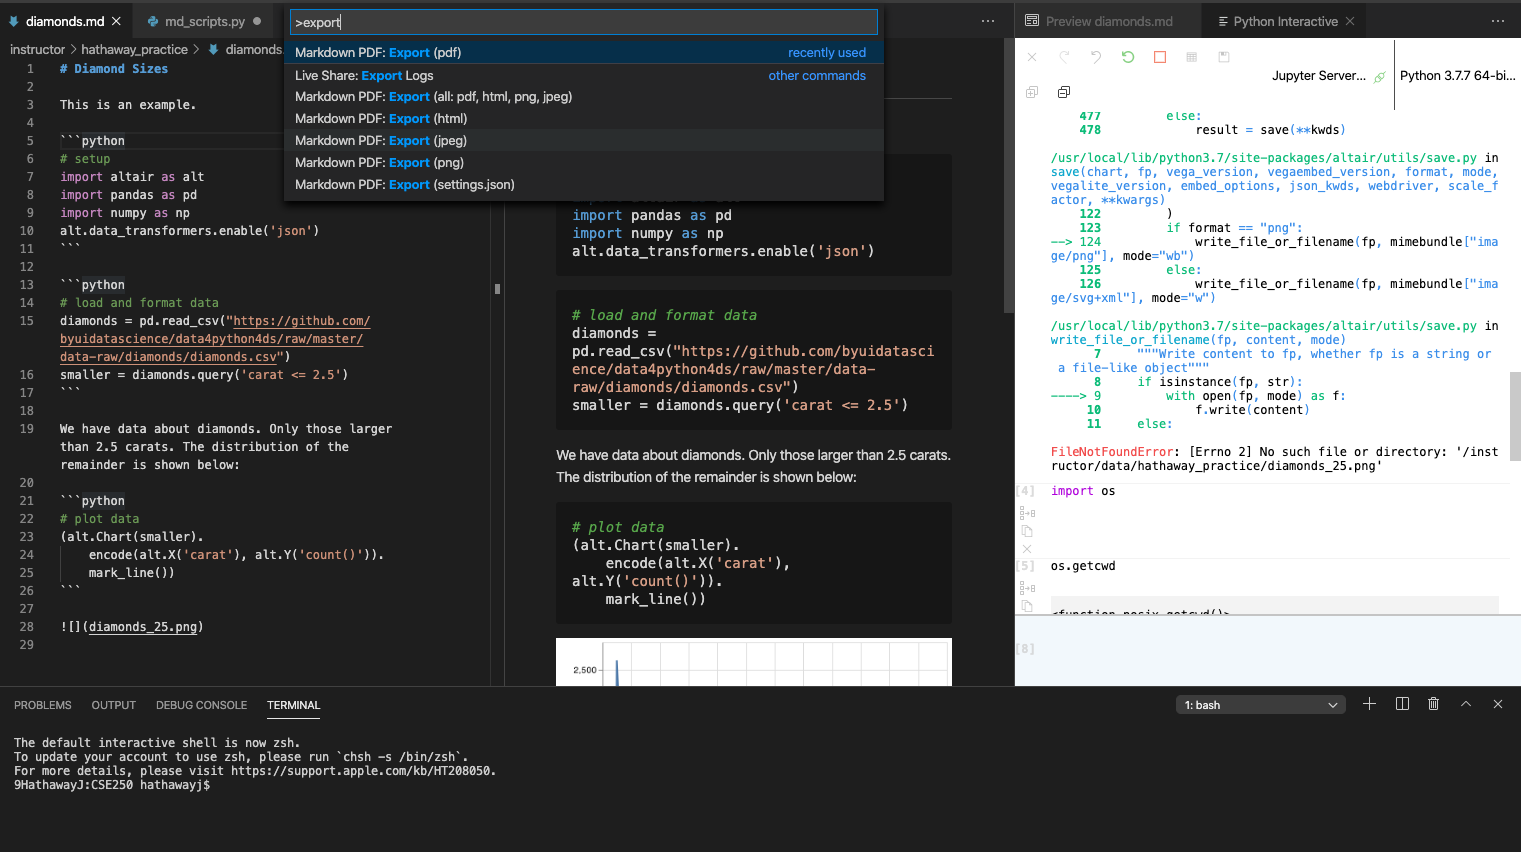 diamonds.md
md_scripts.py
>export
Preview diamonds.md
Python Interactive
instructor > hathaway_practice > diamonds.
Markdown PDF: Export (pdf) recently used
Live Share: Export Logs other commands
Markdown PDF: Export (all: pdf, html, png, jpeg)
Markdown PDF: Export (html)
Markdown PDF: Export (jpeg)
Markdown PDF: Export (png)
Markdown PDF: Export (settings.json)
1 # Diamond Sizes
2
3 This is an example.
4
5 ```python
6 # setup
7 import altair as alt
8 import pandas as pd
9 import numpy as np
10 alt.data_transformers.enable('json')
11 ```
12
13 ```python
14 # load and format data
15 diamonds = pd.read_csv("https://github.com/
byuidatascience/data4python4ds/raw/master/
data-raw/diamonds/diamonds.csv")
16 smaller = diamonds.query('carat <= 2.5')
17 ```
18
19 We have data about diamonds. Only those larger
than 2.5 carats. The distribution of the
remainder is shown below:
20
21 ```python
22 # plot data
23 (alt.Chart(smaller).
24 encode(alt.X('carat'), alt.Y('count()')).
25 mark_line())
26 ```
27
28 ![](diamonds_25.png)
29
import pandas as pd
import numpy as np
alt.data_transformers.enable('json')
# load and format data
diamonds =
pd.read_csv("https://github.com/byuidatasci
ence/data4python4ds/raw/master/data-
raw/diamonds/diamonds.csv")
smaller = diamonds.query('carat <= 2.5')
We have data about diamonds. Only those larger than 2.5 carats.
The distribution of the remainder is shown below:
# plot data
(alt.Chart(smaller).
encode(alt.X('carat'),
alt.Y('count()')).
mark_line())
2,500
Jupyter Server...
Python 3.7.7 64-bi...
477 else:
478 result = save(**kwds)
/usr/local/lib/python3.7/site-packages/altair/utils/save.py in
save(chart, fp, vega_version, vegaembed_version, format, mode,
vegalite_version, embed_options, json_kwds, webdriver, scale_f
actor, **kwargs)
122 )
123 if format == "png":
--> 124 write_file_or_filename(fp, mimebundle["ima
ge/png"], mode="wb")
125 else:
126 write_file_or_filename(fp, mimebundle["ima
ge/svg+xml"], mode="w")
/usr/local/lib/python3.7/site-packages/altair/utils/save.py in
write_file_or_filename(fp, content, mode)
7 """Write content to fp, whether fp is a string or
a file-like object"""
8 if isinstance(fp, str):
----> 9 with open(fp, mode) as f:
10 f.write(content)
11 else:
FileNotFoundError: [Errno 2] No such file or directory: '/inst
ructor/data/hathaway_practice/diamonds_25.png'
[4] import os
[5] os.getcwd
<function posix.getcwd()>
[8]
PROBLEMS OUTPUT DEBUG CONSOLE TERMINAL
1: bash
The default interactive shell is now zsh.
To update your account to use zsh, please run `chsh -s /bin/zsh`.
For more details, please visit https://support.apple.com/kb/HT208050.
9HathawayJ:CSE250 hathawayj$